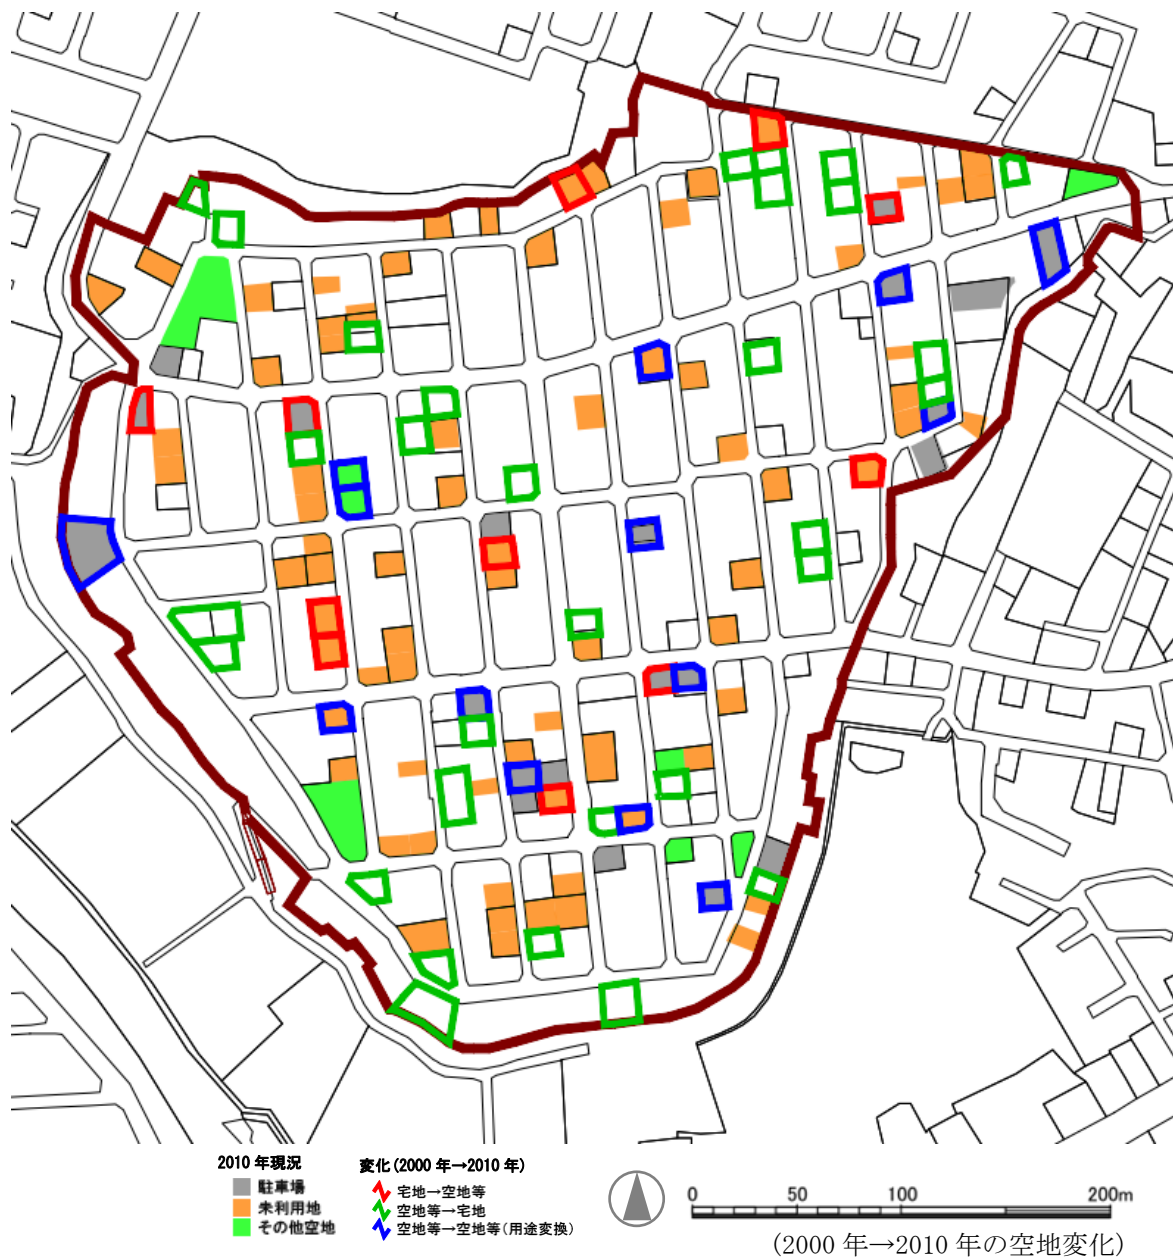 2010 年現況
駐車場
未利用地
その他空地
変化(2000 年→2010 年)
宅地→空地等
空地等→宅地
空地等→空地等(用途変換)
0 50 100 200m
(2000 年→2010 年の空地変化)